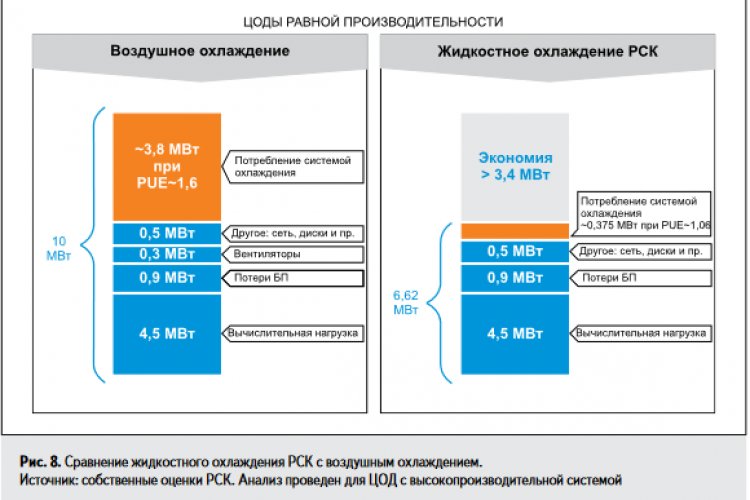 ЦОДЫ РАВНОЙ ПРОИЗВОДИТЕЛЬНОСТИ
Воздушное охлаждение
10
МВт
~3,8 МВт
при
PUE~1,6
Потребление системой
охлаждения
0,5 МВт
Другое: сеть, диски и пр.
0,3 МВт
Вентиляторы
0,9 МВт
Потери БП
4,5 МВт
Вычислительная нагрузка
Жидкостное охлаждение РСК
Экономия
> 3,4 МВт
Потребление системой
охлаждения
~0,375 МВт при PUE~1,06
6,62
МВт
0,5 МВт
Другое: сеть, диски и пр.
0,9 МВт
Потери БП
4,5 МВт
Вычислительная нагрузка
Рис. 8. Сравнение жидкостного охлаждения РСК с воздушным охлаждением.
Источник: собственные оценки РСК. Анализ проведен для ЦОД с высокопроизводительной системой